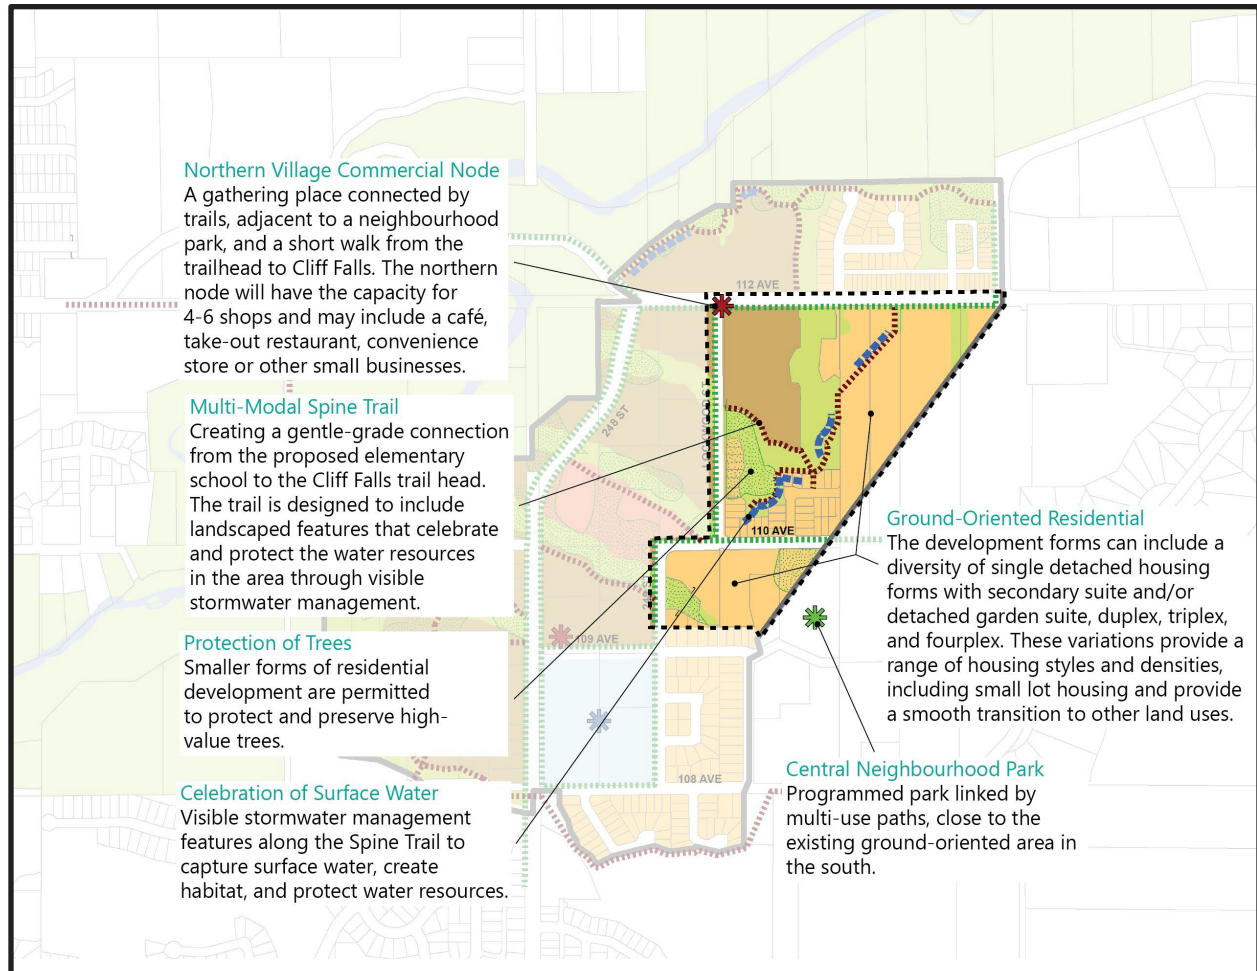 Northern Village Commercial Node
A gathering place connected by
trails, adjacent to a neighbourhood
park, and a short walk from the
trailhead to Cliff Falls. The northern
node will have the capacity for
4-6 shops and may include a café,
take-out restaurant, convenience
store or other small businesses.
112 AVE
Multi-Modal Spine Trail
Creating a gentle-grade connection
from the proposed elementary
school to the Cliff Falls trail head.
The trail is designed to include
landscaped features that celebrate
and protect the water resources
in the area through visible
stormwater management.
248 ST
110 AVE
Ground-Oriented Residential
The development forms can include a
diversity of single detached housing
forms with secondary suite and/or
detached garden suite, duplex, triplex,
and fourplex. These variations provide a
range of housing styles and densities,
including small lot housing and provide
a smooth transition to other land uses.
109 AVE
Protection of Trees
Smaller forms of residential
development are permitted
to protect and preserve high-
value trees.
Central Neighbourhood Park
Programmed park linked by
multi-use paths, close to the
existing ground-oriented area in
the south.
108 AVE
Celebration of Surface Water
Visible stormwater management
features along the Spine Trail to
capture surface water, create
habitat, and protect water resources.